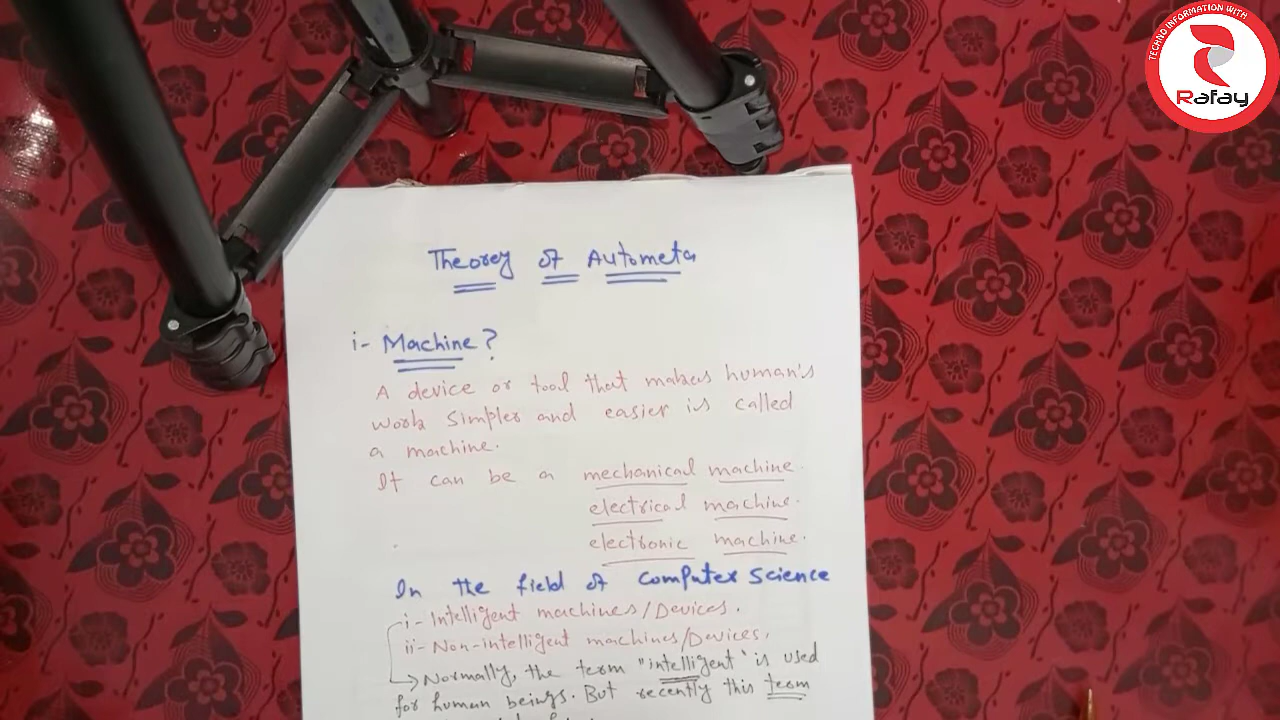 TECHNO INFORMATION WITH
Rafay
Theorey of Autometa
i- Machine?
A device or tool that makes human's
work simpler and easier is called
a machine.
It can be a mechanical machine.
electrical machine.
electronic machine.
In the field of Computer Science
i- Intelligent machines/Devices.
ii- Non-intelligent machines/Devices.
Normally, the term "intelligent" is used
for human beings. But recently this term